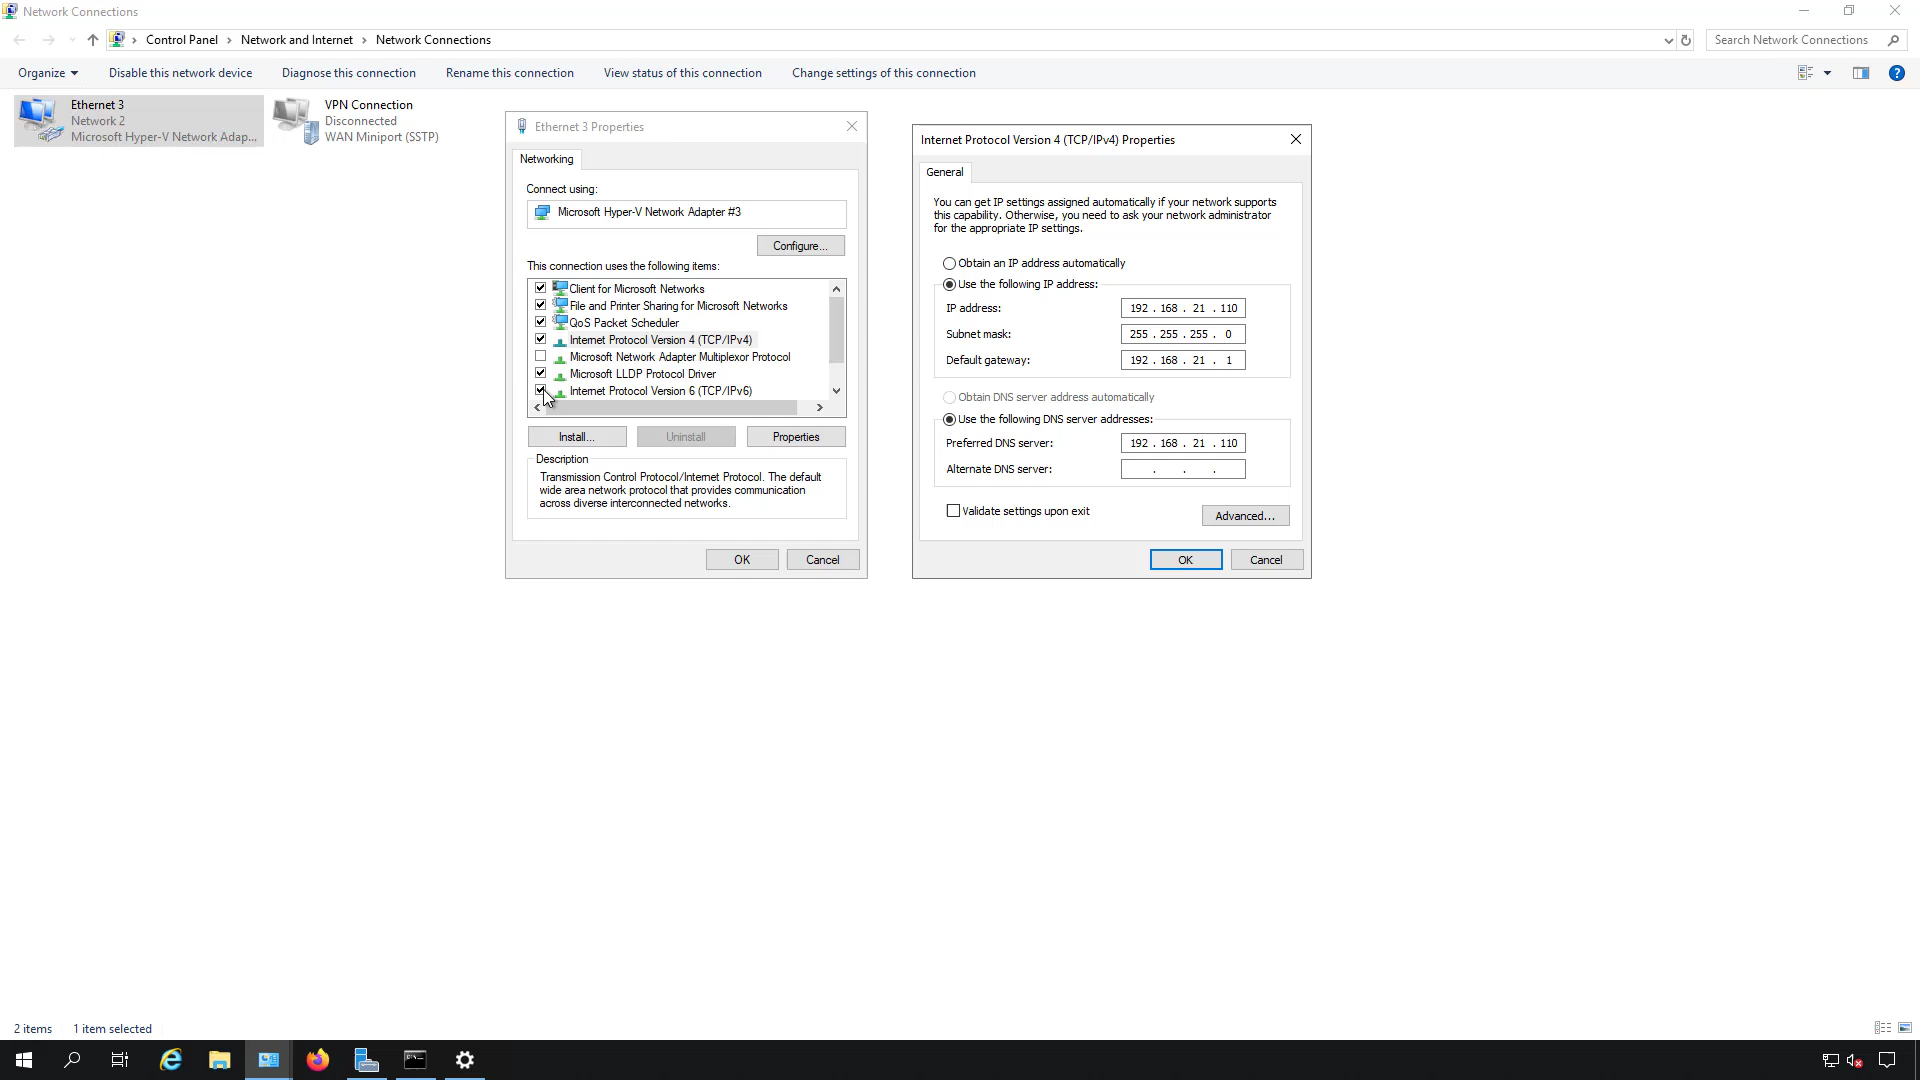 Network Connections
Control Panel › Network and Internet › Network Connections
Search Network Connections
Organize
Disable this network device
Diagnose this connection
Rename this connection
View status of this connection
Change settings of this connection
Ethernet 3
Network 2
Microsoft Hyper-V Network Adap...
VPN Connection
Disconnected
WAN Miniport (SSTP)
Ethernet 3 Properties
Networking
Connect using:
Microsoft Hyper-V Network Adapter #3
Configure...
This connection uses the following items:
Client for Microsoft Networks
File and Printer Sharing for Microsoft Networks
QoS Packet Scheduler
Internet Protocol Version 4 (TCP/IPv4)
Microsoft Network Adapter Multiplexor Protocol
Microsoft LLDP Protocol Driver
Internet Protocol Version 6 (TCP/IPv6)
Install...
Uninstall
Properties
Description
Transmission Control Protocol/Internet Protocol. The default
wide area network protocol that provides communication
across diverse interconnected networks.
OK
Cancel
Internet Protocol Version 4 (TCP/IPv4) Properties
General
You can get IP settings assigned automatically if your network supports
this capability. Otherwise, you need to ask your network administrator
for the appropriate IP settings.
Obtain an IP address automatically
Use the following IP address:
IP address: 192 . 168 . 21 . 110
Subnet mask: 255 . 255 . 255 . 0
Default gateway: 192 . 168 . 21 . 1
Obtain DNS server address automatically
Use the following DNS server addresses:
Preferred DNS server: 192 . 168 . 21 . 110
Alternate DNS server: . . .
Validate settings upon exit
Advanced...
OK
Cancel
2 items
1 item selected